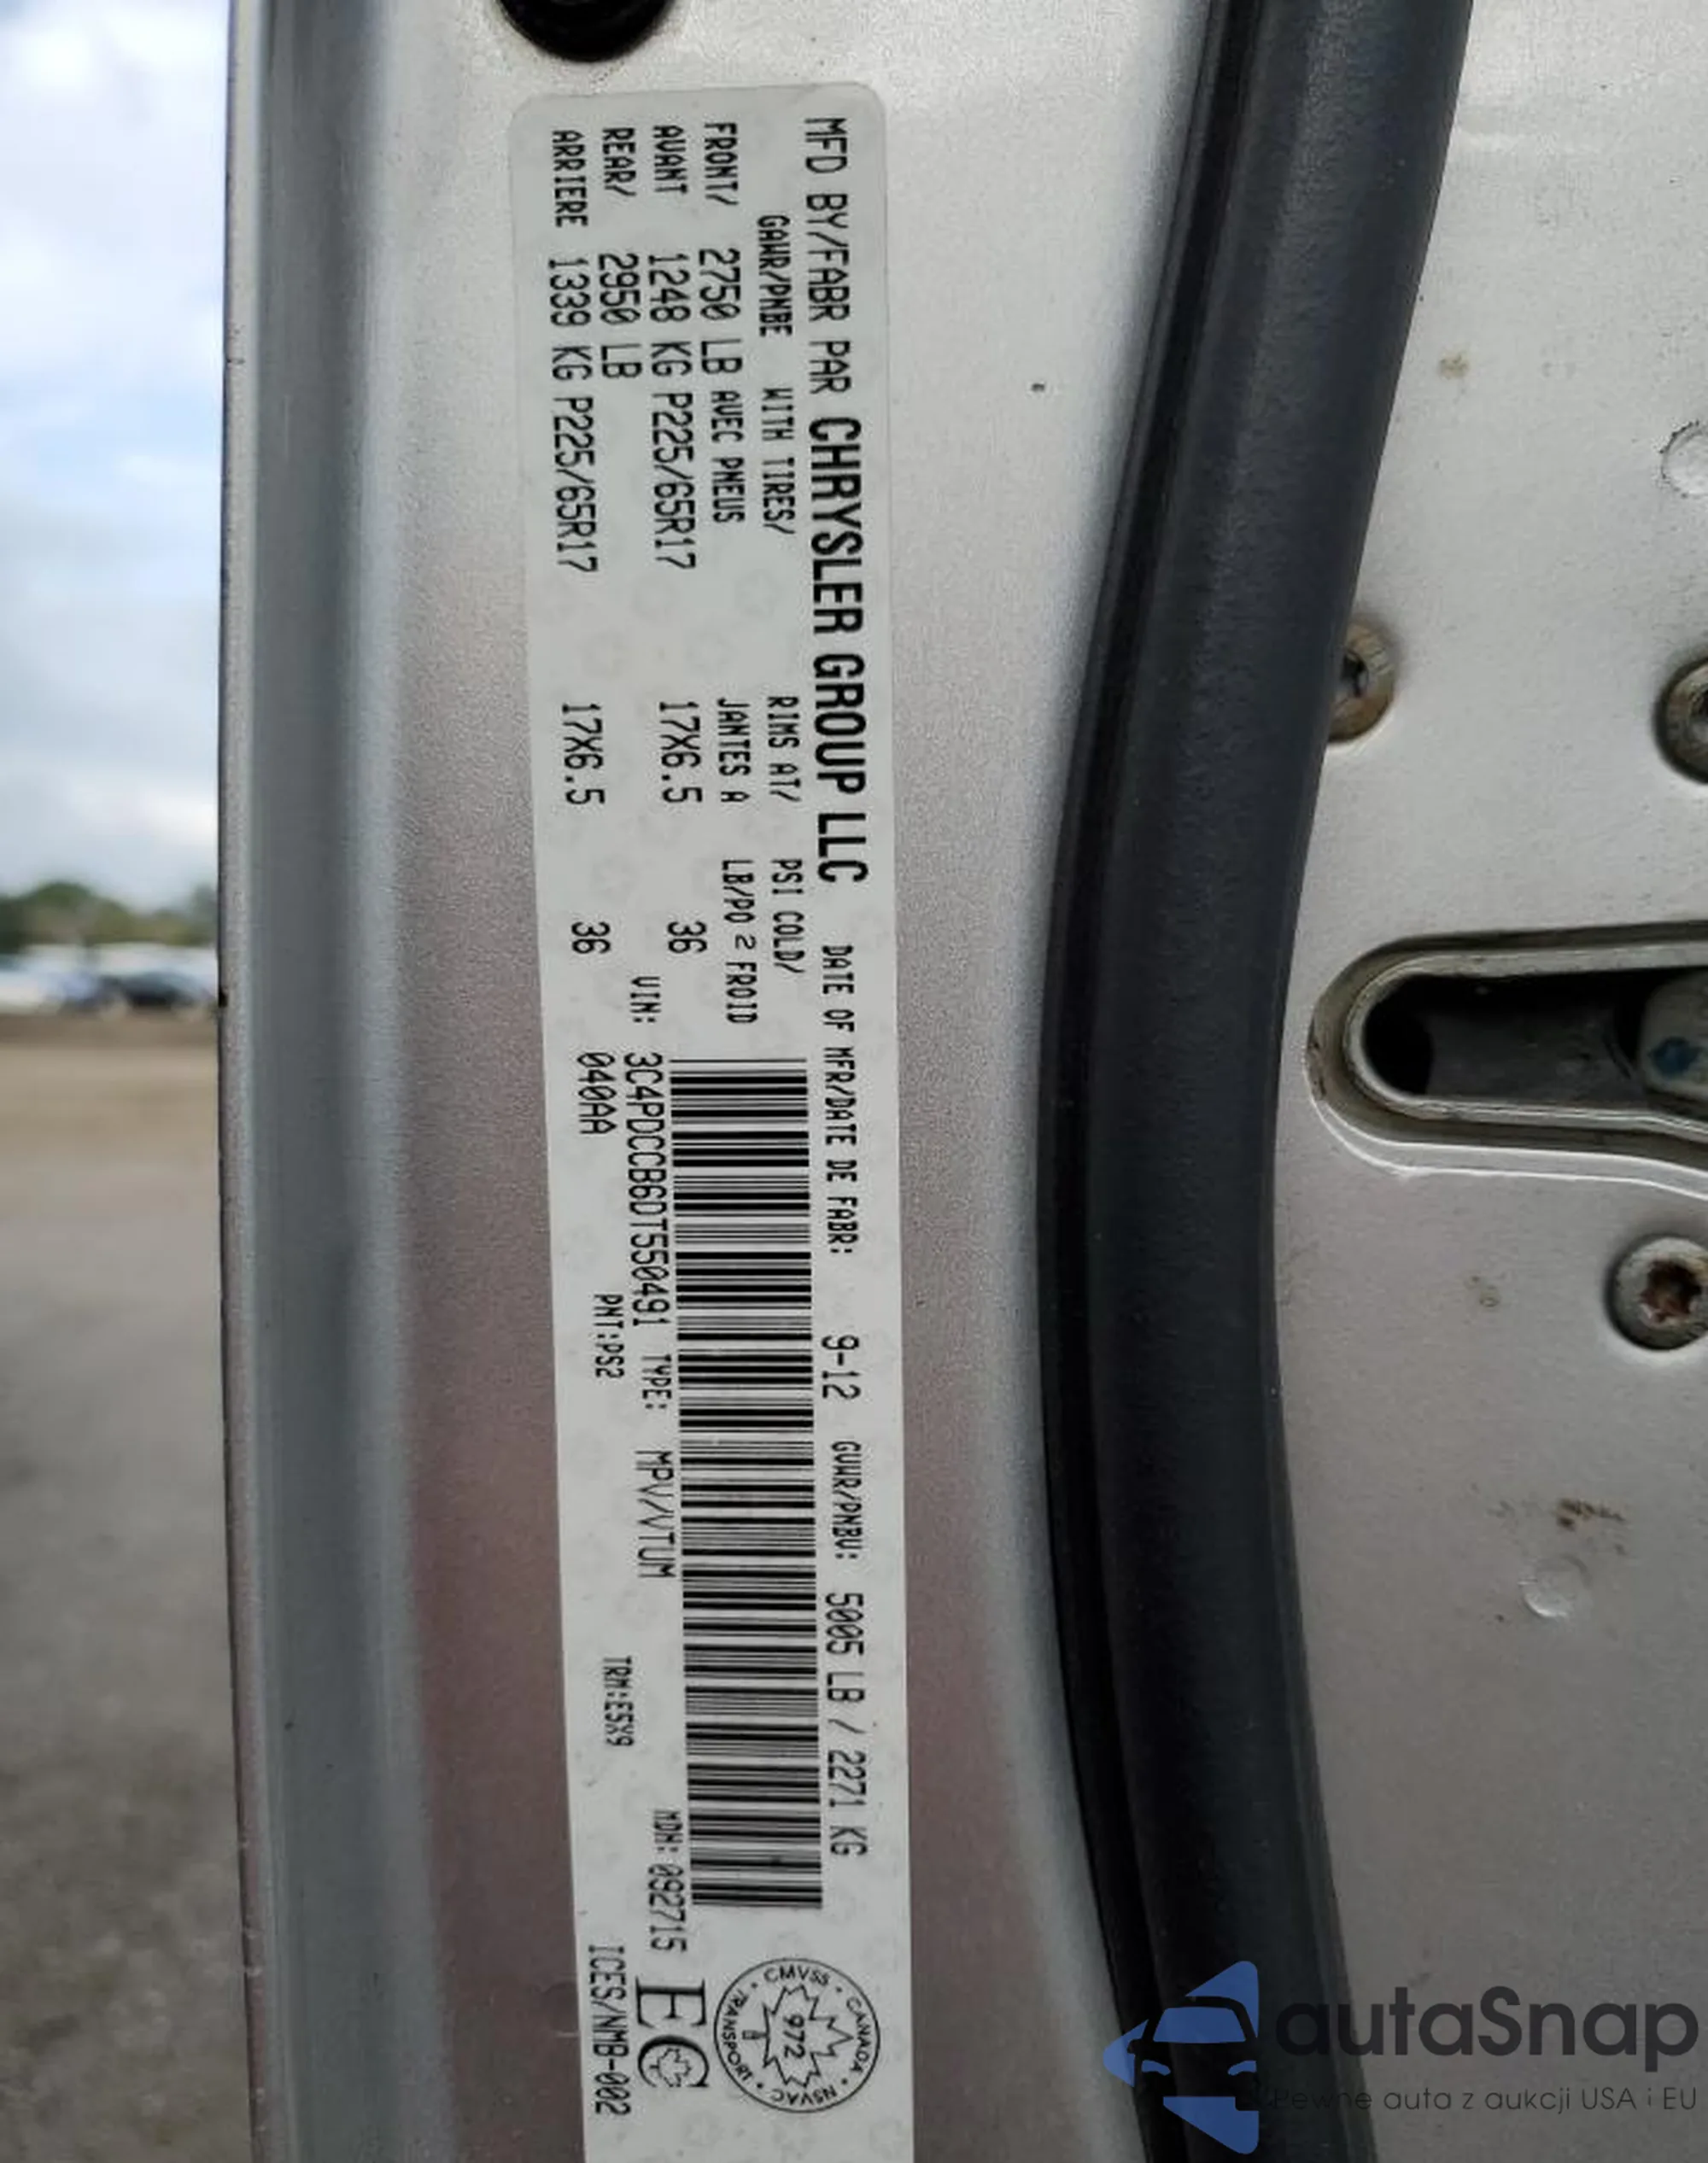 MFD BY/FABR PAR CHRYSLER GROUP LLC DATE OF MFR/DATE DE FABR: 9-12 GVWR/PNBV: 5005 LB / 2271 KG
GAWR/PNBE WITH TIRES/ RIMS AT/ PSI COLD/
FRONT/ 2750 LB AVEC PNEUS JANTES A LB/PO 2 FROID
AVANT 1248 KG P225/65R17 17X6.5 36
REAR/ 2950 LB VIN: 3C4PDCCB6DT550491 TYPE: MPV/VTUM MDH: 092715
ARRIERE 1339 KG P225/65R17 17X6.5 36 040AA PNT:PS2 TRM:E5X9 ICES/NMB-002
CMVSS • CANADA • NSVAC • TRANSPORT •
972
EC
autaSnap
Pewne auta z aukcji USA i EU